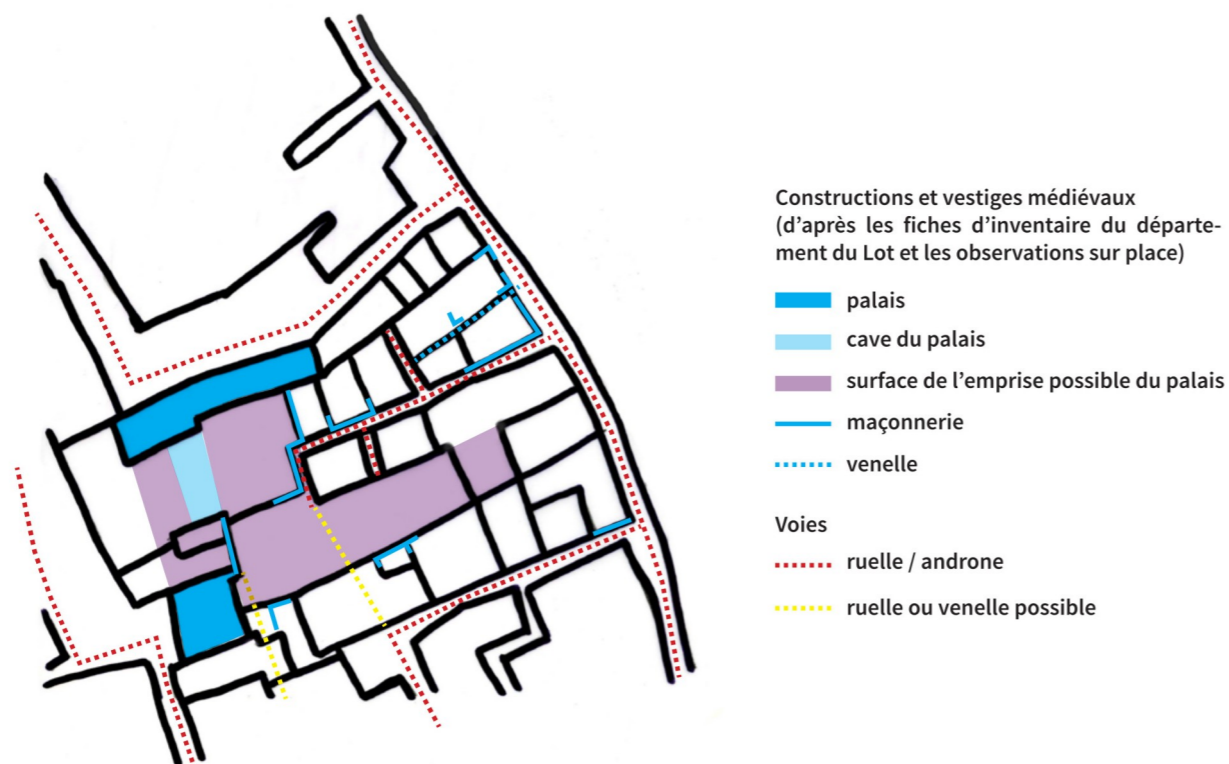 Constructions et vestiges médiévaux
(d’après les fiches d’inventaire du départe-
ment du Lot et les observations sur place)
palais
cave du palais
surface de l’emprise possible du palais
maçonnerie
venelle
Voies
ruelle / androne
ruelle ou venelle possible